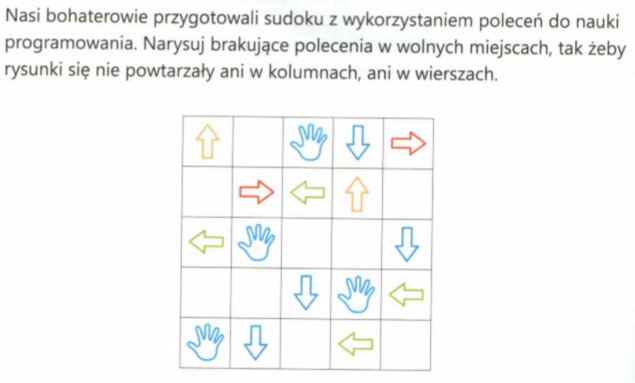 Nasi bohaterowie przygotowali sudoku z wykorzystaniem poleceń do nauki
programowania. Narysuj brakujące polecenia w wolnych miejscach, tak żeby
rysunki się nie powtarzały ani w kolumnach, ani w wierszach.